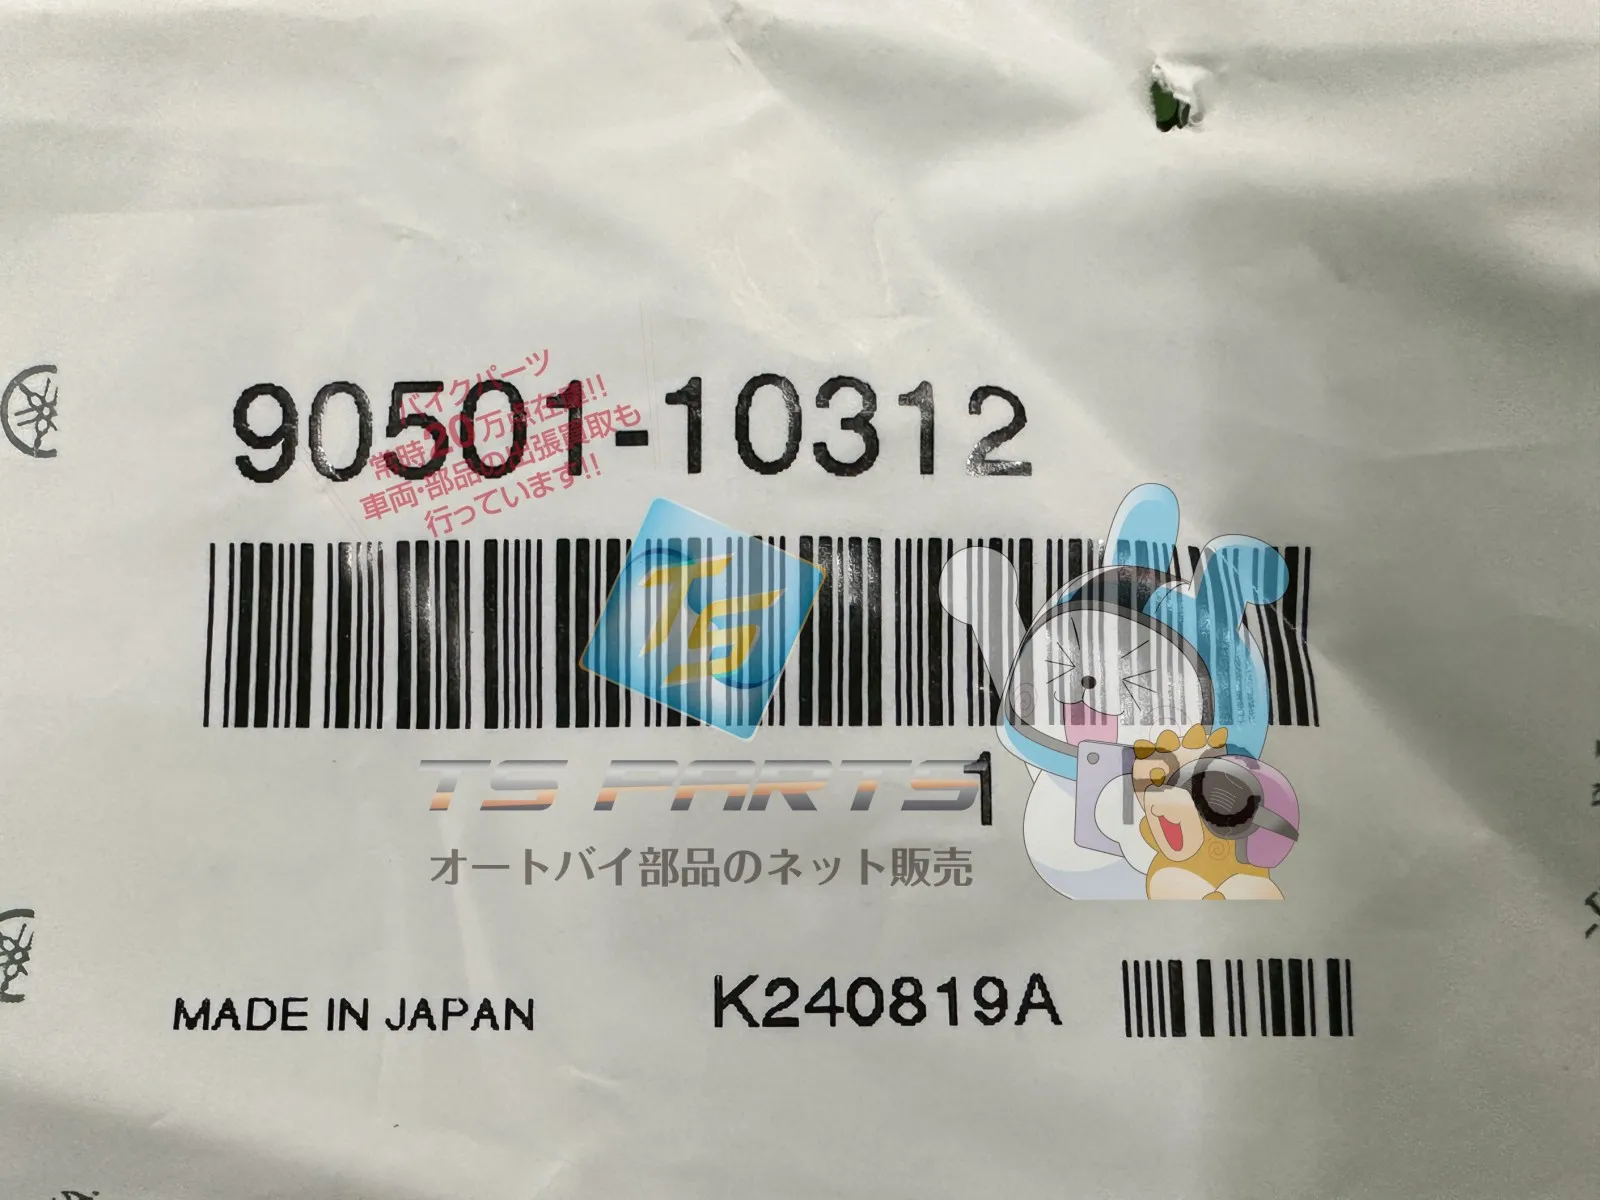 90501-10312
バイクパーツ
常時20万点在庫!!
車両・部品の出張買取も
行っています!!
TS
1
TS PARTS
オートバイ部品のネット販売
MADE IN JAPAN
K240819A